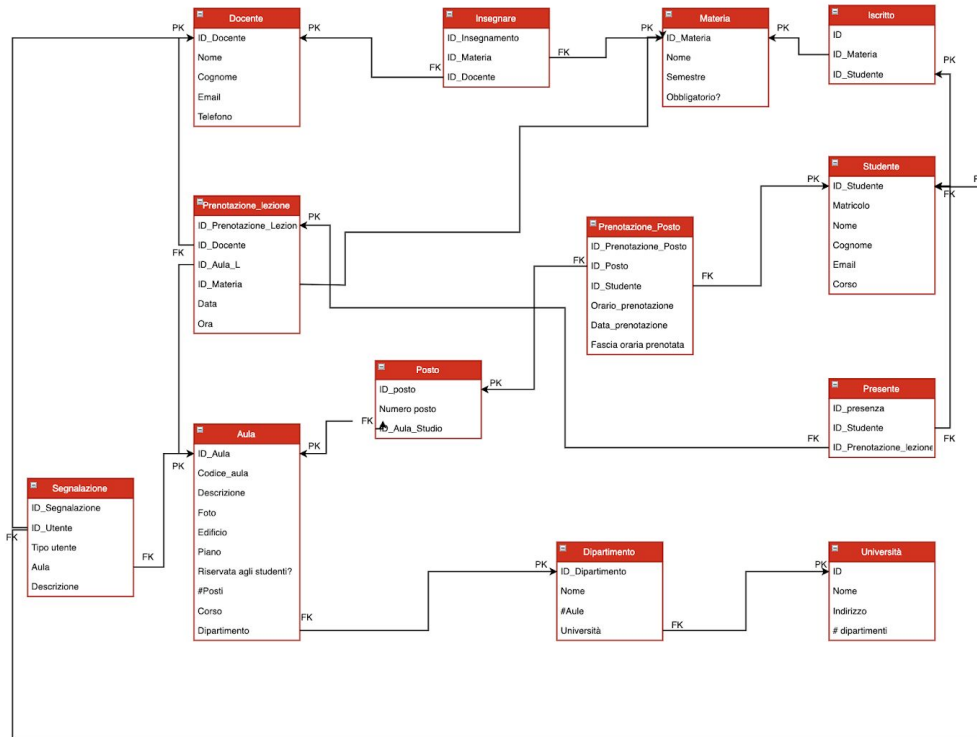 Docente
ID_Docente
Nome
Cognome
Email
Telefono
PK
PK
Insegnare
ID_Insegnamento
ID_Materia
ID_Docente
FK
FK
Materia
ID_Materia
Nome
Semestre
Obbligatorio?
PK
PK
Iscritto
ID
ID_Materia
ID_Studente
FK
PK
Prenotazione_lezione
ID_Prenotazione_Lezion
ID_Docente
ID_Aula_L
ID_Materia
Data
Ora
PK
FK
Prenotazione_Posto
ID_Prenotazione_Posto
ID_Posto
ID_Studente
Orario_prenotazione
Data_prenotazione
Fascia oraria prenotata
FK
FK
Studente
ID_Studente
Matricolo
Nome
Cognome
Email
Corso
PK
FK
Posto
ID_posto
Numero posto
ID_Aula_Studio
PK
FK
Presente
ID_presenza
ID_Studente
ID_Prenotazione_lezione
FK
FK
Aula
ID_Aula
Codice_aula
Descrizione
Foto
Edificio
Piano
Riservata agli studenti?
#Posti
Corso
Dipartimento
PK
PK
FK
Segnalazione
ID_Segnalazione
ID_Utente
Tipo utente
Aula
Descrizione
FK
FK
Dipartimento
ID_Dipartimento
Nome
#Aule
Università
PK
FK
Università
ID
Nome
Indirizzo
# dipartimenti
PK